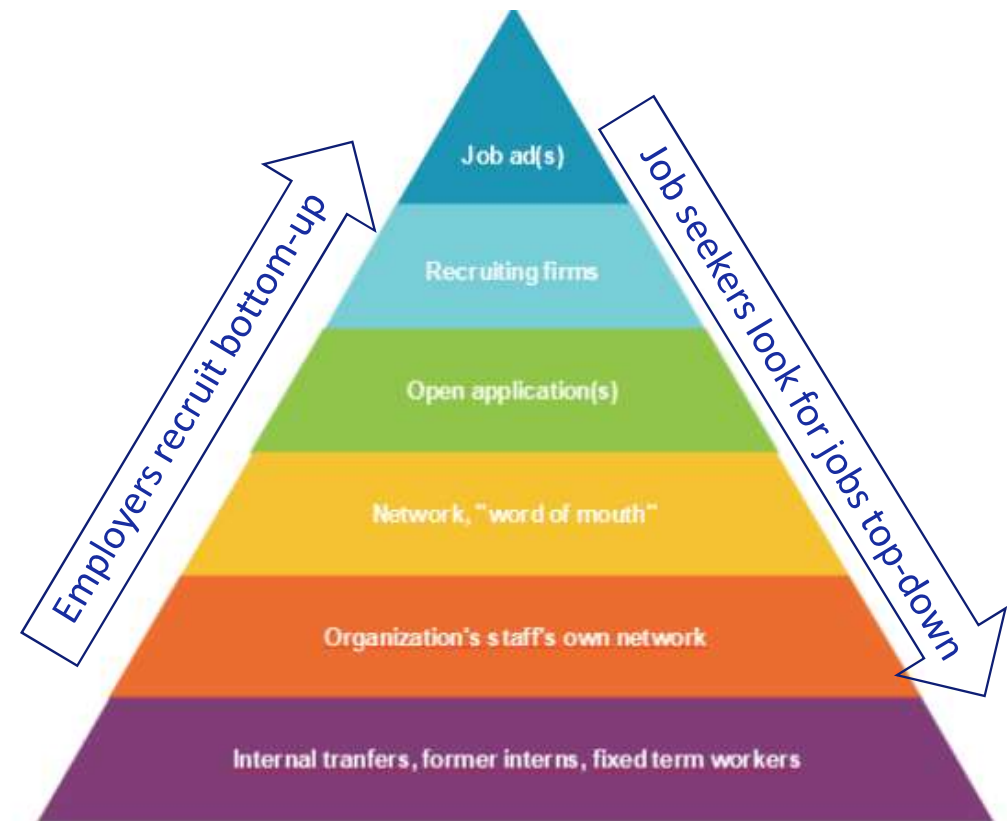 Job ad(s)
Recruiting firms
Open application(s)
Network, "word of mouth"
Organization's staff's own network
Internal tranfers, former interns, fixed term workers
Employers recruit bottom-up
Job seekers look for jobs top-down